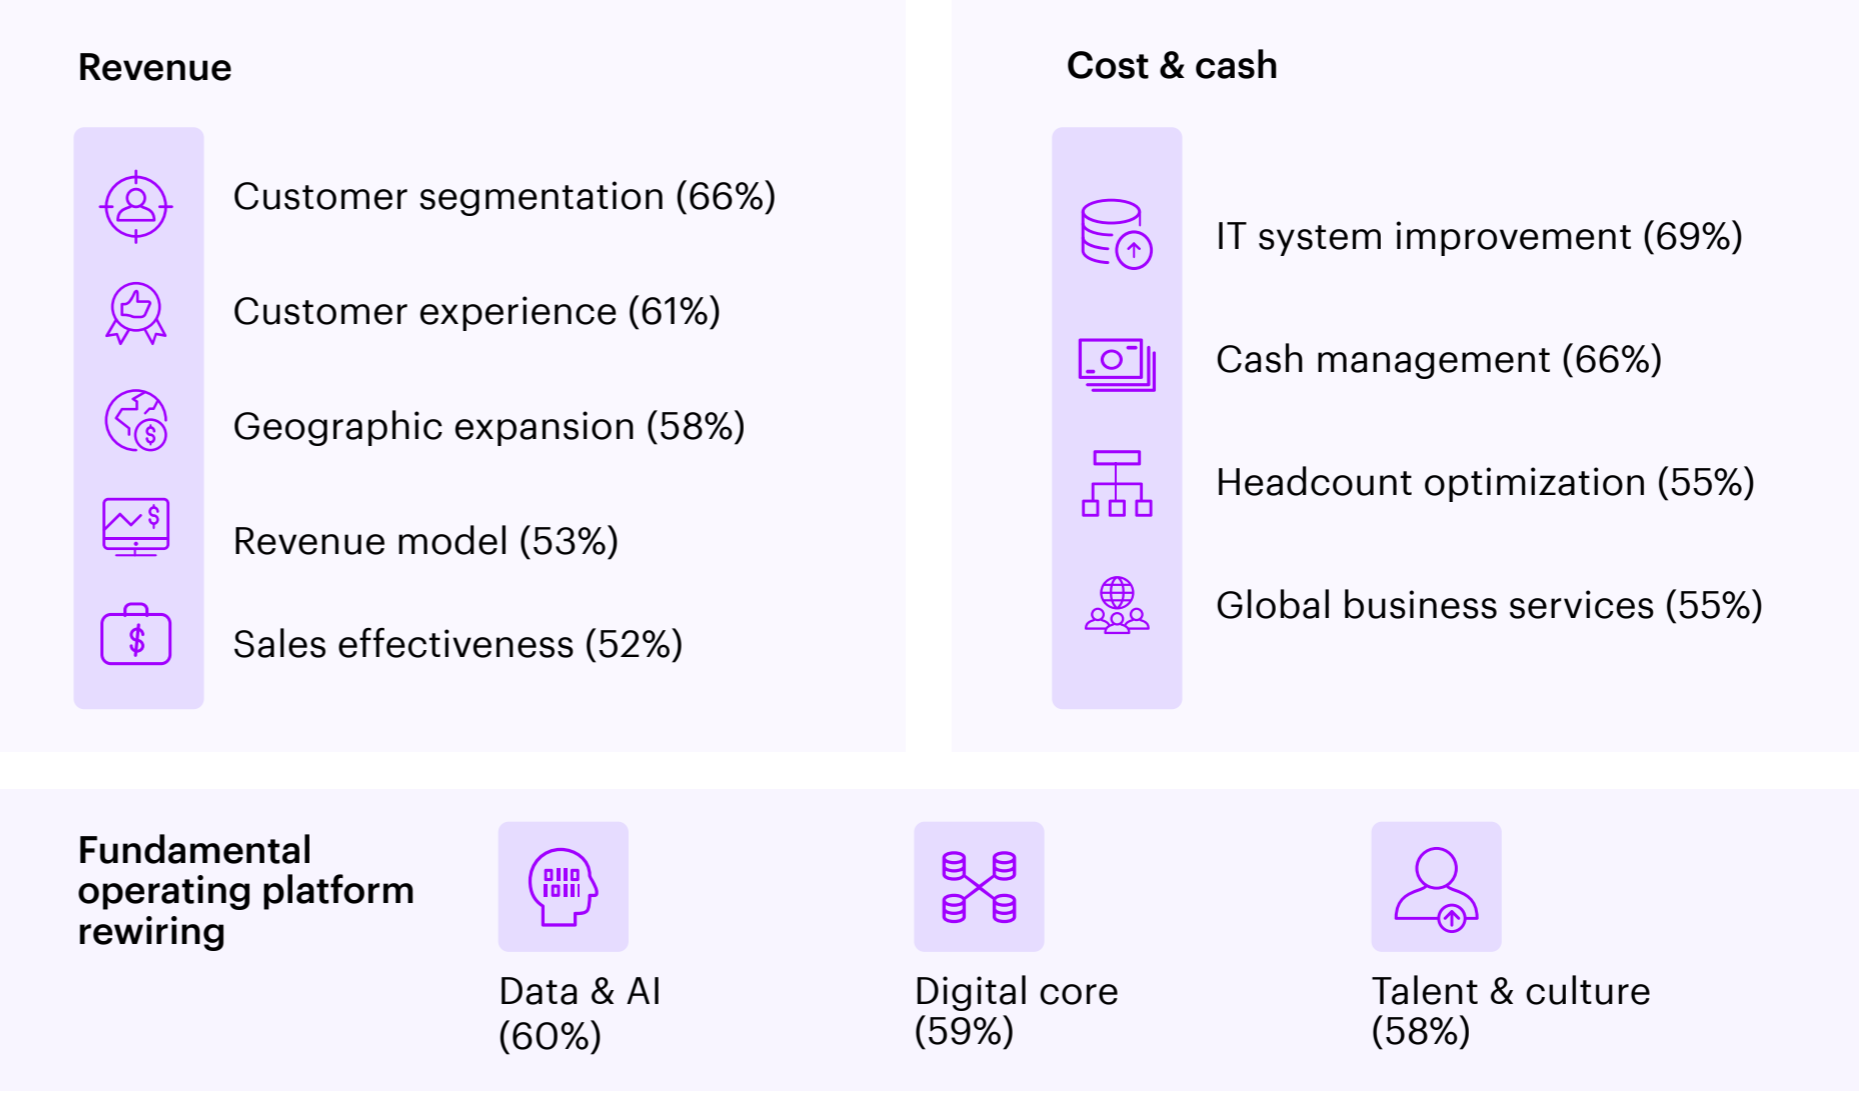 Revenue
Customer segmentation (66%)
Customer experience (61%)
Geographic expansion (58%)
Revenue model (53%)
Sales effectiveness (52%)
Cost & cash
IT system improvement (69%)
Cash management (66%)
Headcount optimization (55%)
Global business services (55%)
Fundamental
operating platform
rewiring
Data & AI
(60%)
Digital core
(59%)
Talent & culture
(58%)